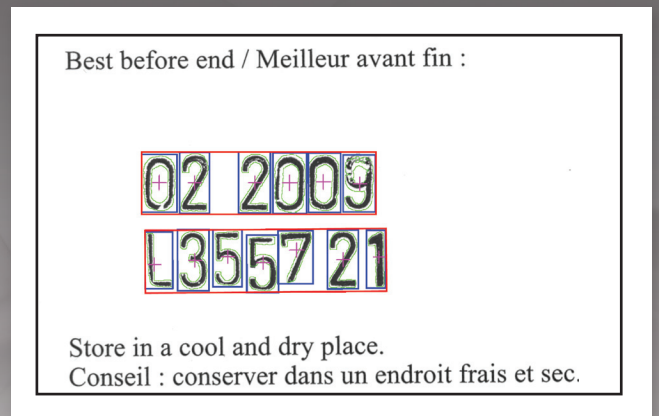 Best before end / Meilleur avant fin :
02 2009
L3557 21
Store in a cool and dry place.
Conseil : conserver dans un endroit frais et sec.